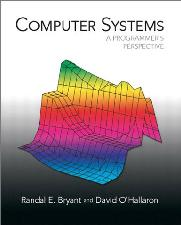 COMPUTER SYSTEMS
A PROGRAMMER'S
PERSPECTIVE
Randal E. Bryant and David O'Hallaron